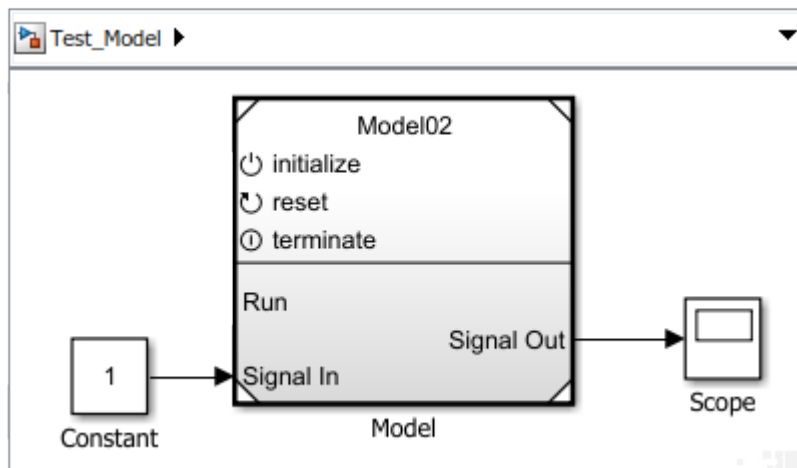 Test_Model
Model02
initialize
reset
terminate
Run
Signal Out
1
Signal In
Constant
Model
Scope